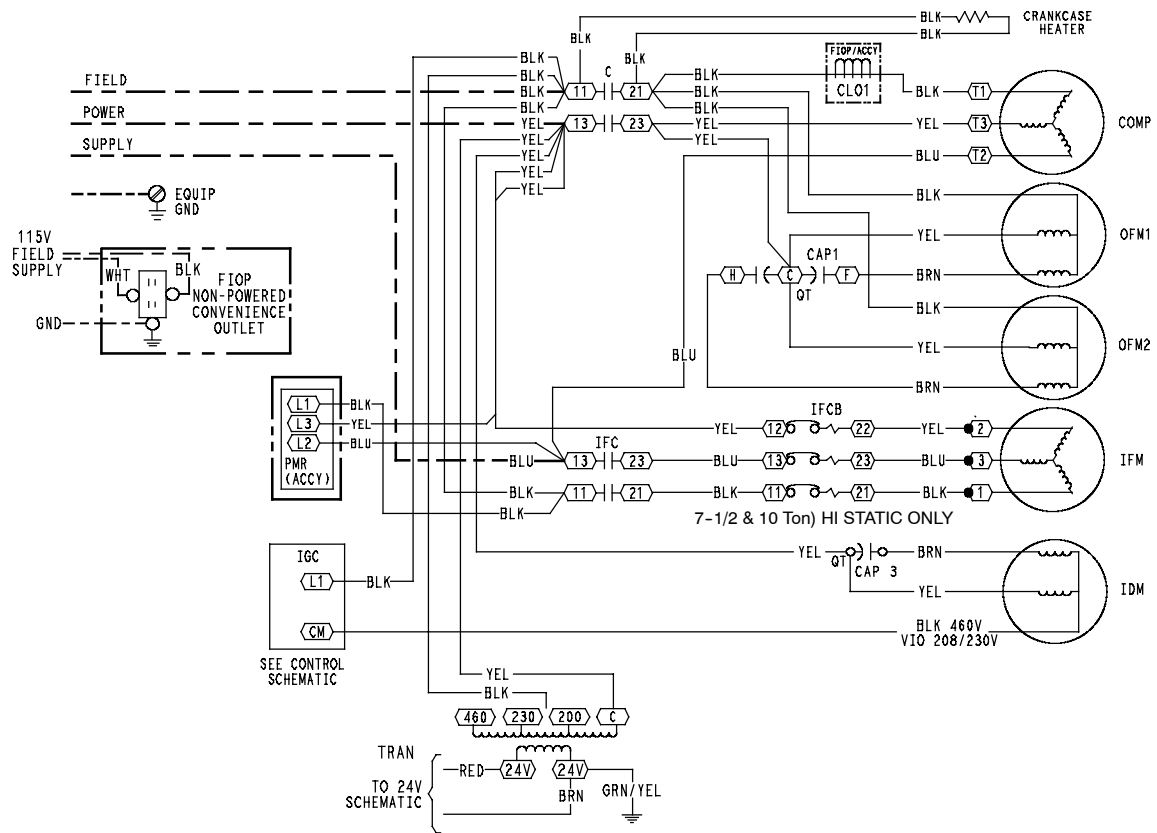 BLK
CRANKCASE
HEATER
BLK
BLK
BLK
BLK
C
FIOP/ACCY
CLO1
FIELD
BLK
BLK
BLK
BLK
11
21
BLK
BLK
BLK
BLK
T1
POWER
YEL
YEL
YEL
YEL
YEL
13
23
YEL
YEL
YEL
T3
COMP
SUPPLY
BLU
T2
EQUIP
GND
BLK
115V
FIELD
SUPPLY
WHT
BLK
FIOP
NON-POWERED
CONVENIENCE
OUTLET
GND
YEL
OFM1
CAP1
H
C
F
QT
BRN
BLK
BLU
YEL
OFM2
BRN
L1
BLK
L3
YEL
L2
BLU
PMR
(ACCY)
IFCB
YEL
12
22
YEL
2
IFC
BLU
13
23
BLU
13
23
BLU
3
IFM
BLK
11
21
BLK
11
21
BLK
1
BLK
7-1/2 & 10 Ton) HI STATIC ONLY
IGC
L1
BLK
YEL
QT
CAP 3
BRN
YEL
IDM
CM
BLK 460V
VIO 208/230V
SEE CONTROL
SCHEMATIC
YEL
BLK
460
230
200
C
TRAN
RED
24V
24V
TO 24V
SCHEMATIC
BRN
GRN/YEL